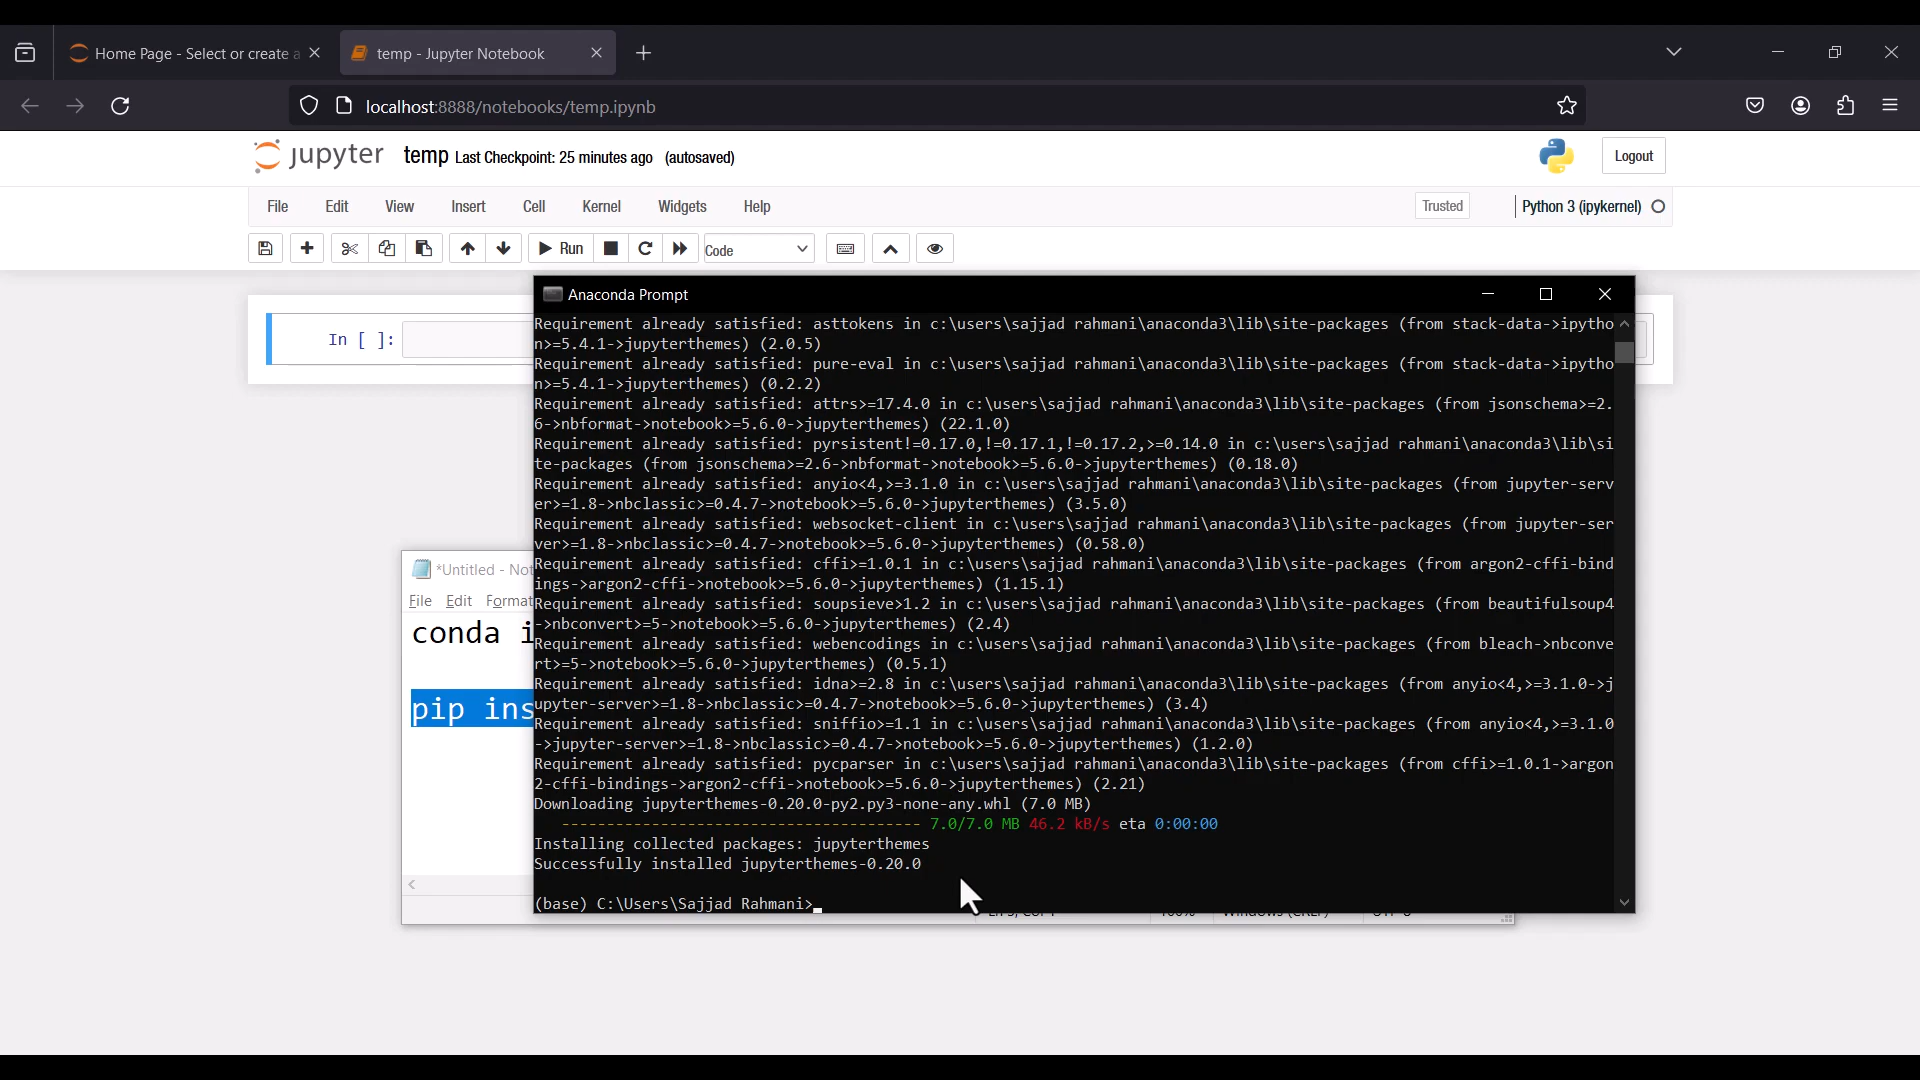 Home Page - Select or create a
temp - Jupyter Notebook
localhost:8888/notebooks/temp.ipynb
jupyter temp Last Checkpoint: 25 minutes ago (autosaved)
Logout
File Edit View Insert Cell Kernel Widgets Help
Trusted
Python 3 (ipykernel)
Run
Code
In [ ]:
Anaconda Prompt
Requirement already satisfied: asttokens in c:\users\sajjad rahmani\anaconda3\lib\site-packages (from stack-data->ipytho
n>=5.4.1->jupyterthemes) (2.0.5)
Requirement already satisfied: pure-eval in c:\users\sajjad rahmani\anaconda3\lib\site-packages (from stack-data->ipytho
n>=5.4.1->jupyterthemes) (0.2.2)
Requirement already satisfied: attrs>=17.4.0 in c:\users\sajjad rahmani\anaconda3\lib\site-packages (from jsonschema>=2.
6->nbformat->notebook>=5.6.0->jupyterthemes) (22.1.0)
Requirement already satisfied: pyrsistent!=0.17.0,!=0.17.1,!=0.17.2,>=0.14.0 in c:\users\sajjad rahmani\anaconda3\lib\si
te-packages (from jsonschema>=2.6->nbformat->notebook>=5.6.0->jupyterthemes) (0.18.0)
Requirement already satisfied: anyio<4,>=3.1.0 in c:\users\sajjad rahmani\anaconda3\lib\site-packages (from jupyter-serv
er>=1.8->nbclassic>=0.4.7->notebook>=5.6.0->jupyterthemes) (3.5.0)
Requirement already satisfied: websocket-client in c:\users\sajjad rahmani\anaconda3\lib\site-packages (from jupyter-ser
ver>=1.8->nbclassic>=0.4.7->notebook>=5.6.0->jupyterthemes) (0.58.0)
Requirement already satisfied: cffi>=1.0.1 in c:\users\sajjad rahmani\anaconda3\lib\site-packages (from argon2-cffi-bind
ings->argon2-cffi->notebook>=5.6.0->jupyterthemes) (1.15.1)
Requirement already satisfied: soupsieve>1.2 in c:\users\sajjad rahmani\anaconda3\lib\site-packages (from beautifulsoup4
->nbconvert>=5->notebook>=5.6.0->jupyterthemes) (2.4)
Requirement already satisfied: webencodings in c:\users\sajjad rahmani\anaconda3\lib\site-packages (from bleach->nbconve
rt>=5->notebook>=5.6.0->jupyterthemes) (0.5.1)
Requirement already satisfied: idna>=2.8 in c:\users\sajjad rahmani\anaconda3\lib\site-packages (from anyio<4,>=3.1.0->j
upyter-server>=1.8->nbclassic>=0.4.7->notebook>=5.6.0->jupyterthemes) (3.4)
Requirement already satisfied: sniffio>=1.1 in c:\users\sajjad rahmani\anaconda3\lib\site-packages (from anyio<4,>=3.1.0
->jupyter-server>=1.8->nbclassic>=0.4.7->notebook>=5.6.0->jupyterthemes) (1.2.0)
Requirement already satisfied: pycparser in c:\users\sajjad rahmani\anaconda3\lib\site-packages (from cffi>=1.0.1->argon
2-cffi-bindings->argon2-cffi->notebook>=5.6.0->jupyterthemes) (2.21)
Downloading jupyterthemes-0.20.0-py2.py3-none-any.whl (7.0 MB)
---------------------------------------- 7.0/7.0 MB 46.2 kB/s eta 0:00:00
Installing collected packages: jupyterthemes
Successfully installed jupyterthemes-0.20.0
(base) C:\Users\Sajjad Rahmani>
*Untitled - Not
File Edit Format
conda i
pip ins